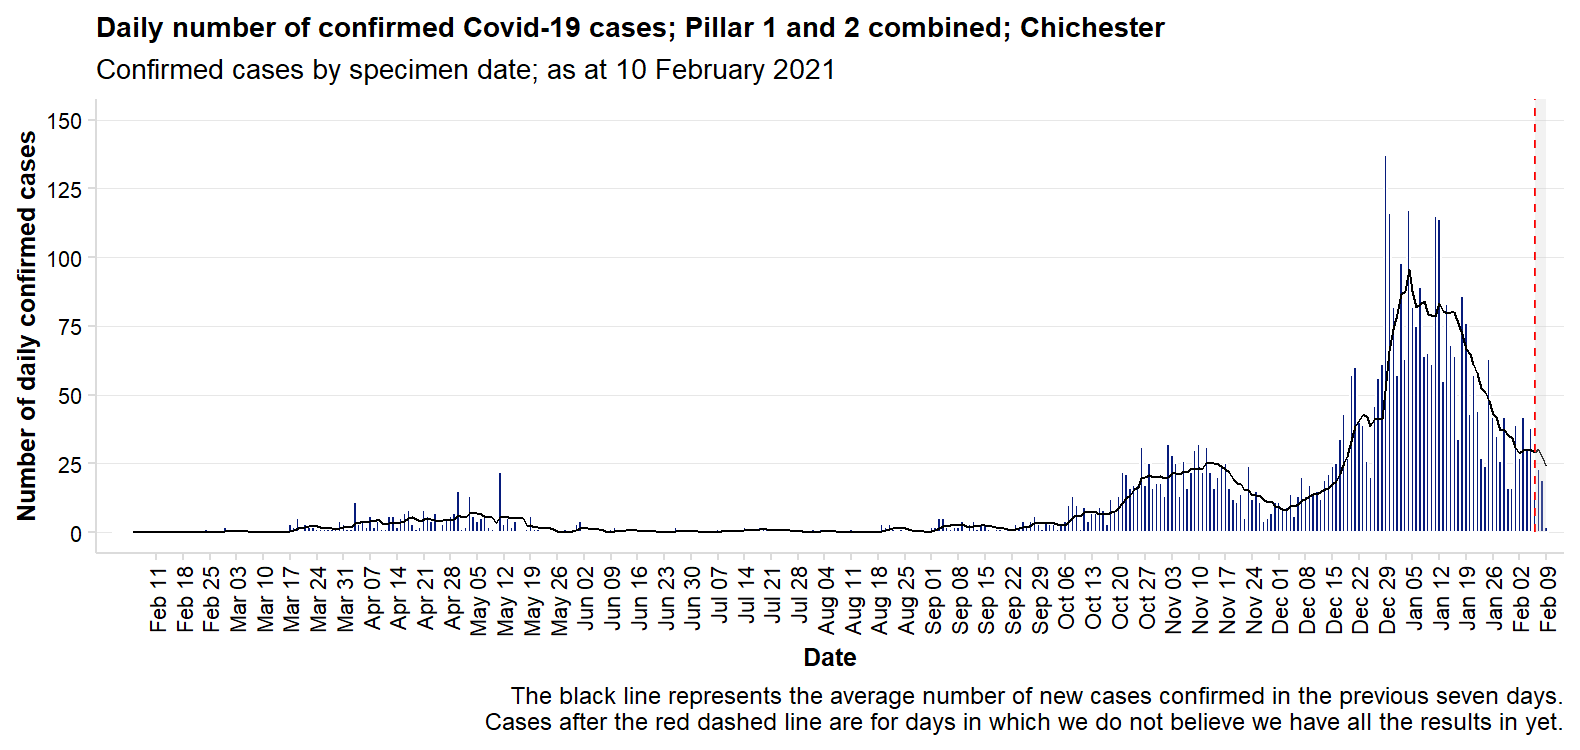 Daily number of confirmed Covid-19 cases; Pillar 1 and 2 combined; Chichester
Confirmed cases by specimen date; as at 10 February 2021
Number of daily confirmed cases
150
125
100
75
50
25
0
Feb 11
Feb 18
Feb 25
Mar 03
Mar 10
Mar 17
Mar 24
Mar 31
Apr 07
Apr 14
Apr 21
Apr 28
May 05
May 12
May 19
May 26
Jun 02
Jun 09
Jun 16
Jun 23
Jun 30
Jul 07
Jul 14
Jul 21
Jul 28
Aug 04
Aug 11
Aug 18
Aug 25
Sep 01
Sep 08
Sep 15
Sep 22
Sep 29
Oct 06
Oct 13
Oct 20
Oct 27
Nov 03
Nov 10
Nov 17
Nov 24
Dec 01
Dec 08
Dec 15
Dec 22
Dec 29
Jan 05
Jan 12
Jan 19
Jan 26
Feb 02
Feb 09
Date
The black line represents the average number of new cases confirmed in the previous seven days.
Cases after the red dashed line are for days in which we do not believe we have all the results in yet.